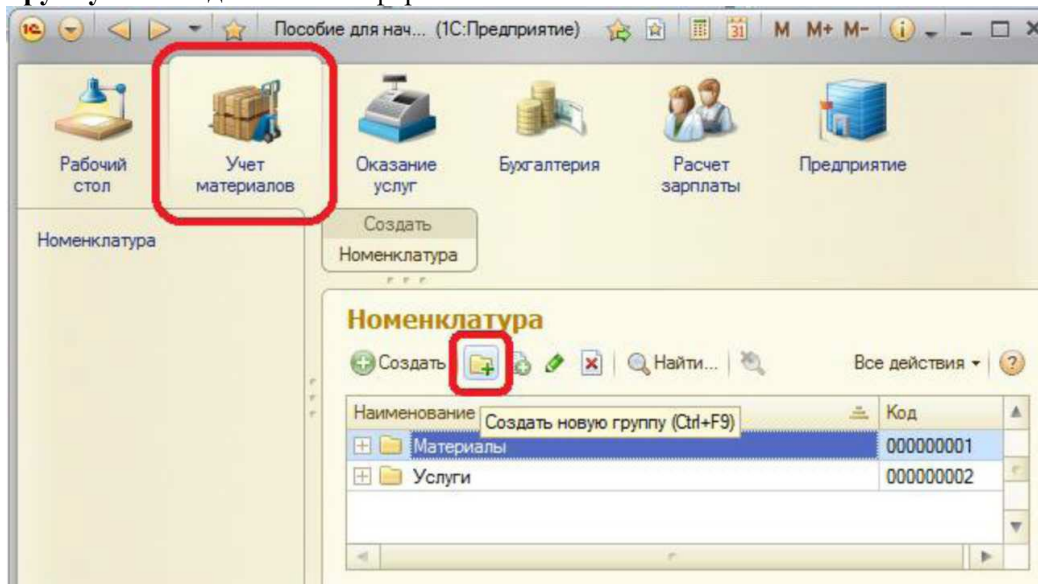 Пособие для нач... (1С:Предприятие)
M M+ M-
Рабочий стол
Учет материалов
Оказание услуг
Бухгалтерия
Расчет зарплаты
Предприятие
Номенклатура
Создать
Номенклатура
Номенклатура
Создать
Найти...
Все действия
Наименование
Код
Создать новую группу (Ctrl+F9)
Материалы
000000001
Услуги
000000002